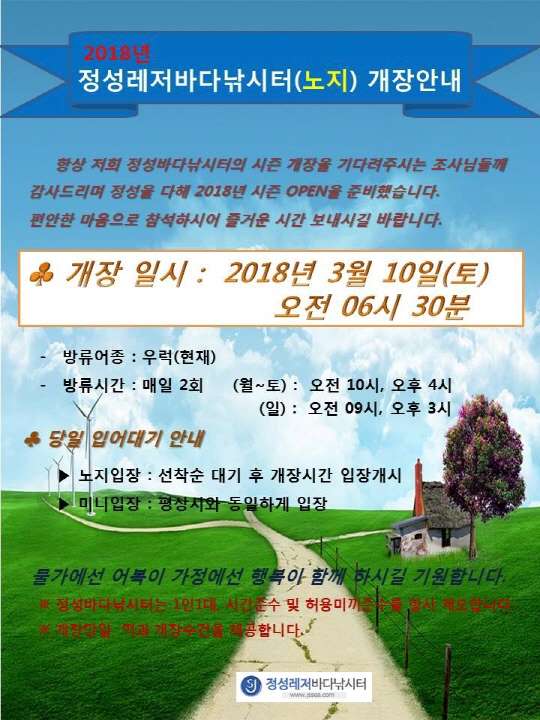 2018년
정성레저바다낚시터(노지) 개장안내
항상 저희 정성바다낚시터의 시즌 개장을 기다려주시는 조사님들께
감사드리며 정성을 다해 2018년 시즌 OPEN을 준비했습니다.
편안한 마음으로 참석하시어 즐거운 시간 보내시길 바랍니다.
♣ 개장 일시 : 2018년 3월 10일(토)
오전 06시 30분
- 방류어종 : 우럭(현재)
- 방류시간 : 매일 2회 (월~토) : 오전 10시, 오후 4시
(일) : 오전 09시, 오후 3시
♣ 당일 입어대기 안내
▶ 노지입장 : 선착순 대기 후 개장시간 입장개시
▶ 미니입장 : 평상시와 동일하게 입장
물가에선 어복이 가정에선 행복이 함께 하시길 기원합니다.
※ 정성바다낚시터는 1인1대, 시간준수 및 허용미끼준수를 합니다.
※ 개장당일 떡과 개장수건을 제공합니다.
SJ 정성레저바다낚시터